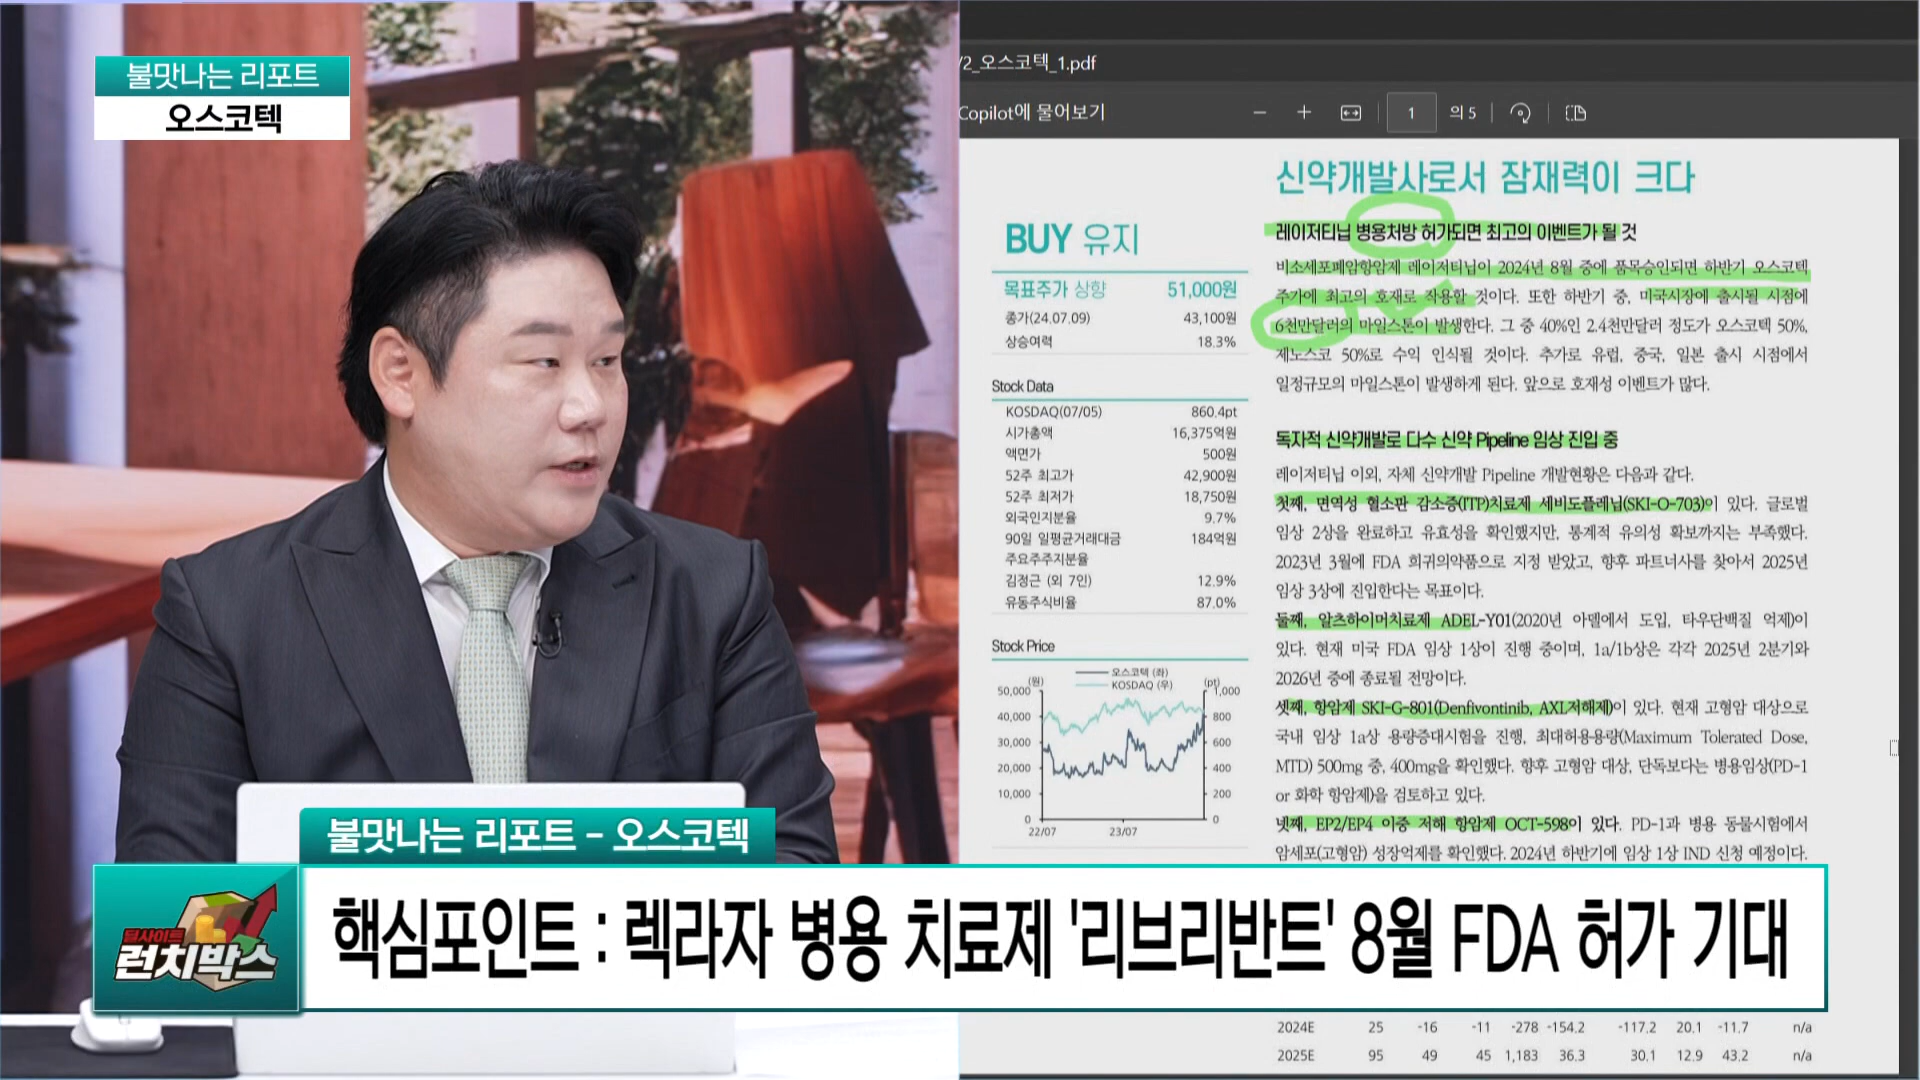 불맛나는 리포트
오스코텍
/2_오스코텍_1.pdf
Copilot에 물어보기
1 의 5
신약개발사로서 잠재력이 크다
BUY 유지
목표주가 상향 51,000원
종가(24.07.09) 43,100원
상승여력 18.3%
Stock Data
KOSDAQ(07/05) 860.4pt
시가총액 16,375억원
액면가 500원
52주 최고가 42,900원
52주 최저가 18,750원
외국인지분율 9.7%
90일 일평균거래대금 184억원
주요주주지분율
김정근 (외 7인) 12.9%
유동주식비율 87.0%
Stock Price
오스코텍 (좌)
KOSDAQ (우)
(원) (pt)
50,000 1,000
40,000 800
30,000 600
20,000 400
10,000 200
0 0
22/07 23/07
레이저티닙 병용처방 허가되면 최고의 이벤트가 될 것
비소세포폐암항암제 레이저티닙이 2024년 8월 중에 품목승인되면 하반기 오스코텍
주가에 최고의 호재로 작용할 것이다. 또한 하반기 중, 미국시장에 출시될 시점에
6천만달러의 마일스톤이 발생한다. 그 중 40%인 2.4천만달러 정도가 오스코텍 50%,
제노스코 50%로 수익 인식될 것이다. 추가로 유럽, 중국, 일본 출시 시점에서
일정규모의 마일스톤이 발생하게 된다. 앞으로 호재성 이벤트가 많다.
독자적 신약개발로 다수 신약 Pipeline 임상 진입 중
레이저티닙 이외, 자체 신약개발 Pipeline 개발현황은 다음과 같다.
첫째, 면역성 혈소판 감소증(ITP)치료제 세비도플레닙(SKI-O-703)이 있다. 글로벌
임상 2상을 완료하고 유효성을 확인했지만, 통계적 유의성 확보까지는 부족했다.
2023년 3월에 FDA 희귀의약품으로 지정 받았고, 향후 파트너사를 찾아서 2025년
임상 3상에 진입한다는 목표이다.
둘째, 알츠하이머치료제 ADEL-Y01(2020년 아델에서 도입, 타우단백질 억제)이
있다. 현재 미국 FDA 임상 1상이 진행 중이며, 1a/1b상은 각각 2025년 2분기와
2026년 중에 종료될 전망이다.
셋째, 항암제 SKI-G-801(Denfivontinib, AXL저해제)이 있다. 현재 고형암 대상으로
국내 임상 1a상 용량증대시험을 진행, 최대허용용량(Maximum Tolerated Dose,
MTD) 500mg 중, 400mg을 확인했다. 향후 고형암 대상, 단독보다는 병용임상(PD-1
or 화학 항암제)을 검토하고 있다.
넷째, EP2/EP4 이중 저해 항암제 OCT-598이 있다. PD-1과 병용 동물시험에서
암세포(고형암) 성장억제를 확인했다. 2024년 하반기에 임상 1상 IND 신청 예정이다.
불맛나는 리포트 - 오스코텍
딜사이트
런치박스
핵심포인트 : 렉라자 병용 치료제 '리브리반트' 8월 FDA 허가 기대
2024E 25 -16 -11 -278 -154.2 -117.2 20.1 -11.7 n/a
2025E 95 49 45 1,183 36.3 30.1 12.9 43.2 n/a